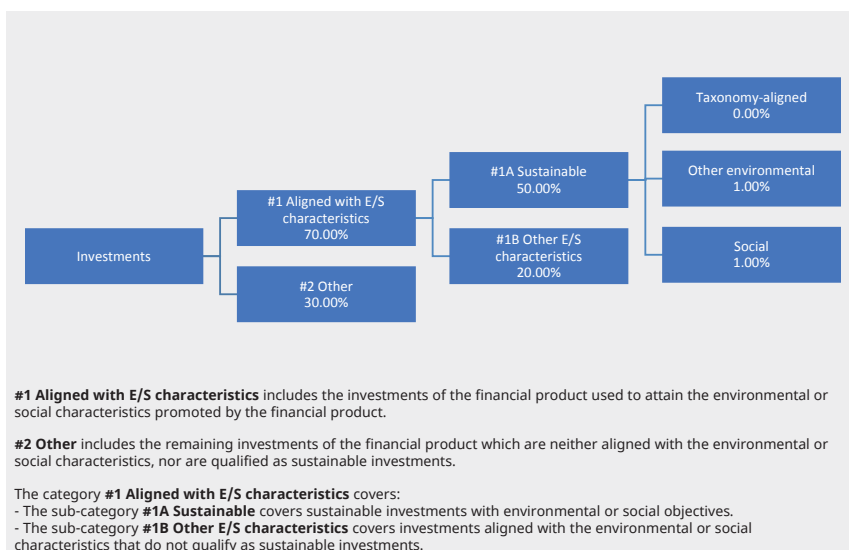 Taxonomy-aligned
0.00%
#1A Sustainable
50.00%
Other environmental
1.00%
#1 Aligned with E/S
characteristics
70.00%
#1B Other E/S
characteristics
20.00%
Social
1.00%
Investments
#2 Other
30.00%
#1 Aligned with E/S characteristics includes the investments of the financial product used to attain the environmental or
social characteristics promoted by the financial product.
#2 Other includes the remaining investments of the financial product which are neither aligned with the environmental or
social characteristics, nor are qualified as sustainable investments.
The category #1 Aligned with E/S characteristics covers:
- The sub-category #1A Sustainable covers sustainable investments with environmental or social objectives.
- The sub-category #1B Other E/S characteristics covers investments aligned with the environmental or social
characteristics that do not qualify as sustainable investments.